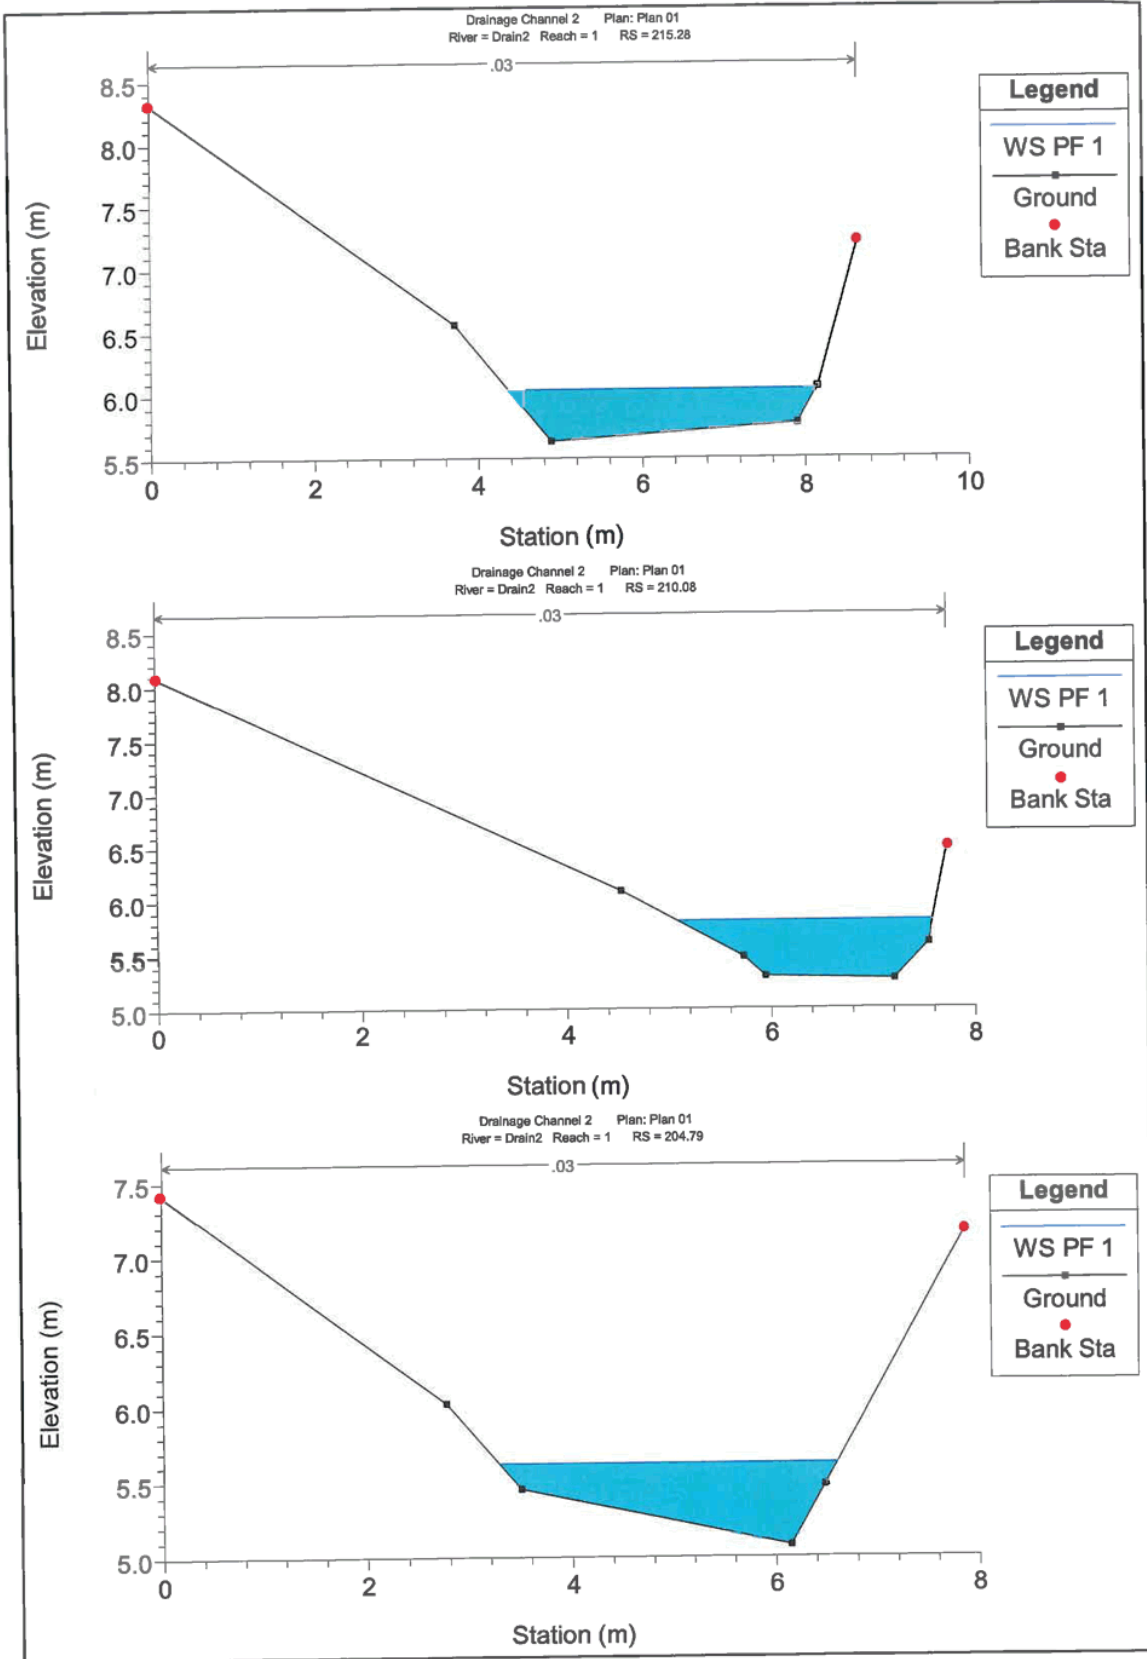 Drainage Channel 2 Plan: Plan 01
River = Drain2 Reach = 1 RS = 215.28
.03
8.5
8.0
7.5
7.0
6.5
6.0
5.5
Elevation (m)
0 2 4 6 8 10
Station (m)
Legend
WS PF 1
Ground
Bank Sta
Drainage Channel 2 Plan: Plan 01
River = Drain2 Reach = 1 RS = 210.08
.03
8.5
8.0
7.5
7.0
6.5
6.0
5.5
5.0
Elevation (m)
0 2 4 6 8
Station (m)
Legend
WS PF 1
Ground
Bank Sta
Drainage Channel 2 Plan: Plan 01
River = Drain2 Reach = 1 RS = 204.79
.03
7.5
7.0
6.5
6.0
5.5
5.0
Elevation (m)
0 2 4 6 8
Station (m)
Legend
WS PF 1
Ground
Bank Sta